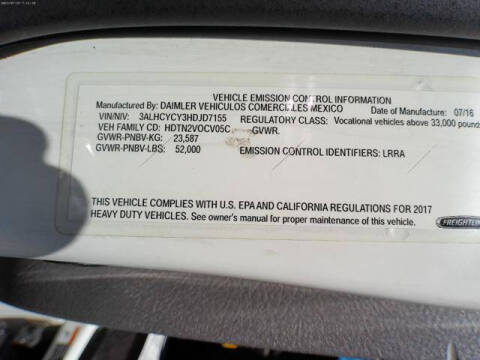 VEHICLE EMISSION CONTROL INFORMATION
Manufactured By: DAIMLER VEHICULOS COMERCIALES MEXICO Date of Manufacture: 07/16
VIN/NIV: 3ALHCYCY3HDJD7155 REGULATORY CLASS: Vocational vehicles above 33,000 pounds
VEH FAMILY CD: HDTN2VOCV05C GVWR.
GVWR-PNBV-KG: 23,587
GVWR-PNBV-LBS: 52,000 EMISSION CONTROL IDENTIFIERS: LRRA
THIS VEHICLE COMPLIES WITH U.S. EPA AND CALIFORNIA REGULATIONS FOR 2017
HEAVY DUTY VEHICLES. See owner's manual for proper maintenance of this vehicle.
FREIGHTLIN